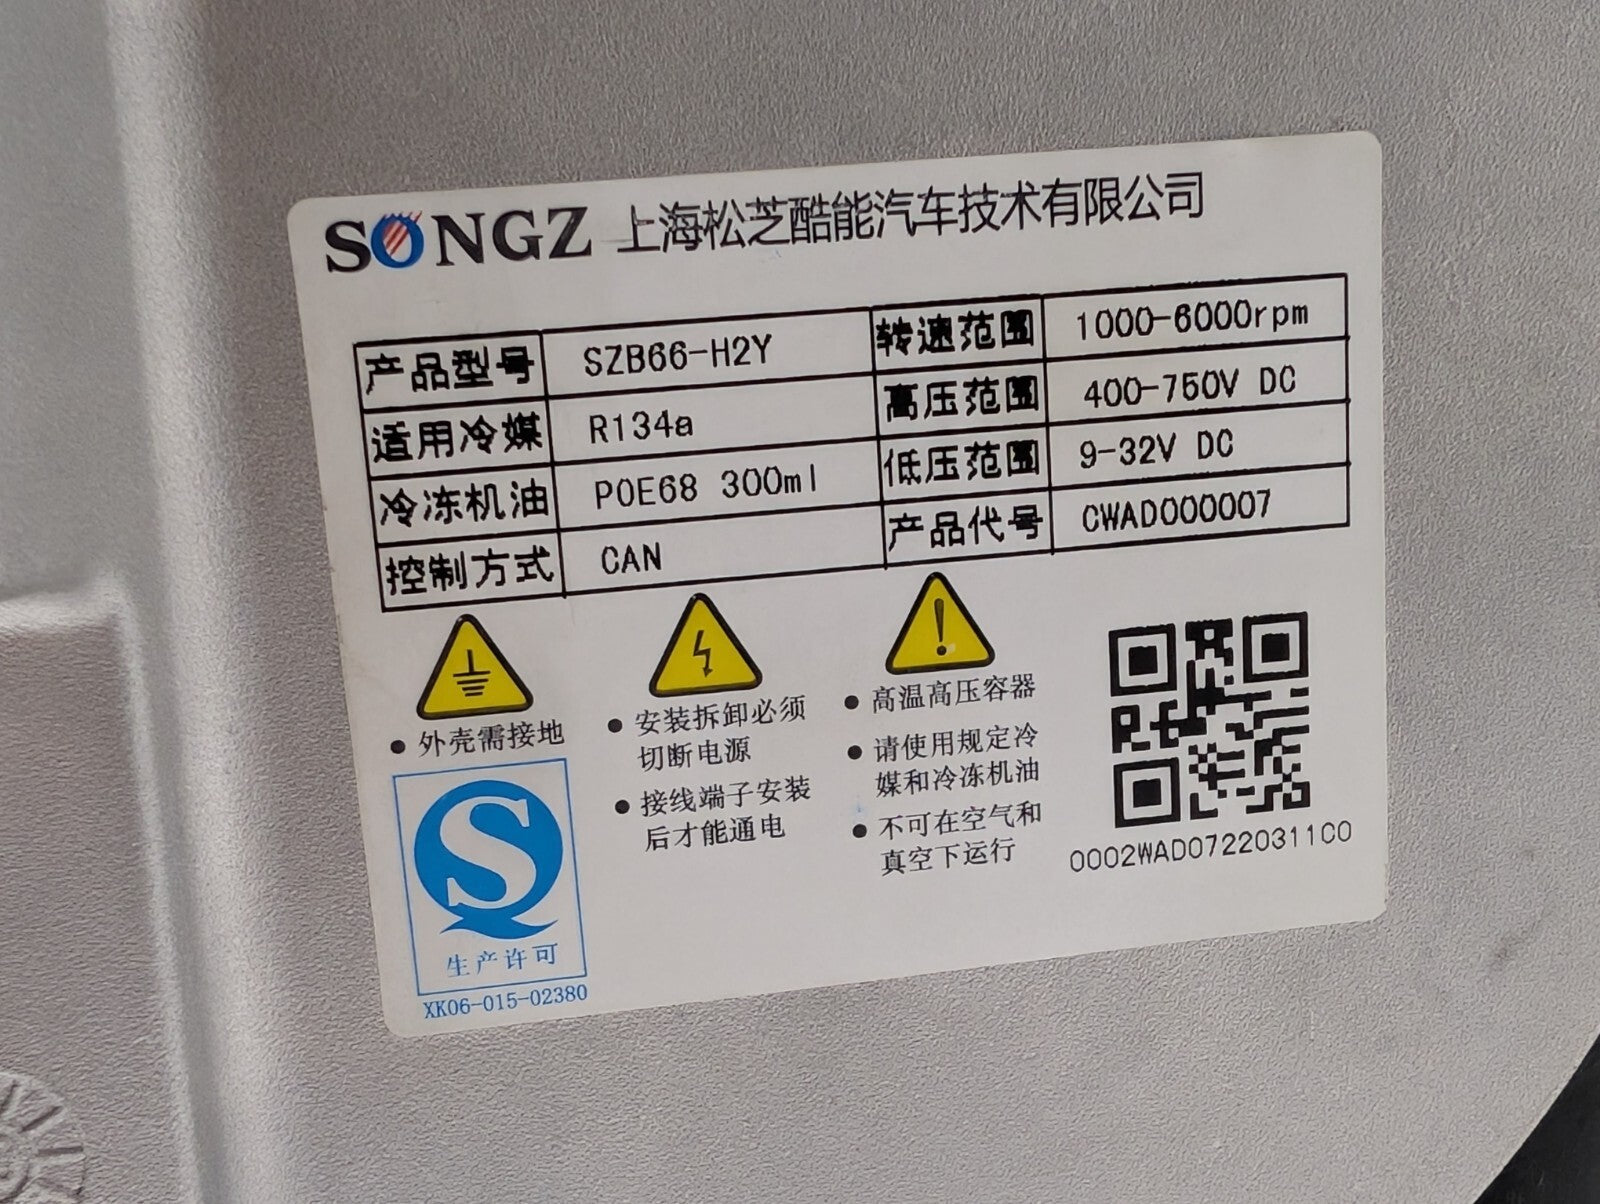 SONGZ 上海松芝酷能汽车技术有限公司
产品型号 SZB66-H2Y 转速范围 1000-6000rpm
适用冷媒 R134a 高压范围 400-750V DC
冷冻机油 POE68 300ml 低压范围 9-32V DC
控制方式 CAN 产品代号 CWAD000007
● 外壳需接地
● 安装拆卸必须
切断电源
● 接线端子安装
后才能通电
● 高温高压容器
● 请使用规定冷
媒和冷冻机油
● 不可在空气和
真空下运行
0002WAD07220311C0
生产许可
XK06-015-02380